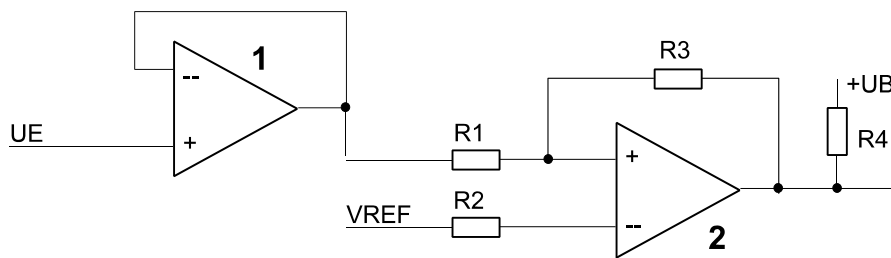 1
R3
+UB
UE
R1
R4
VREF
R2
2
+
--
+
--